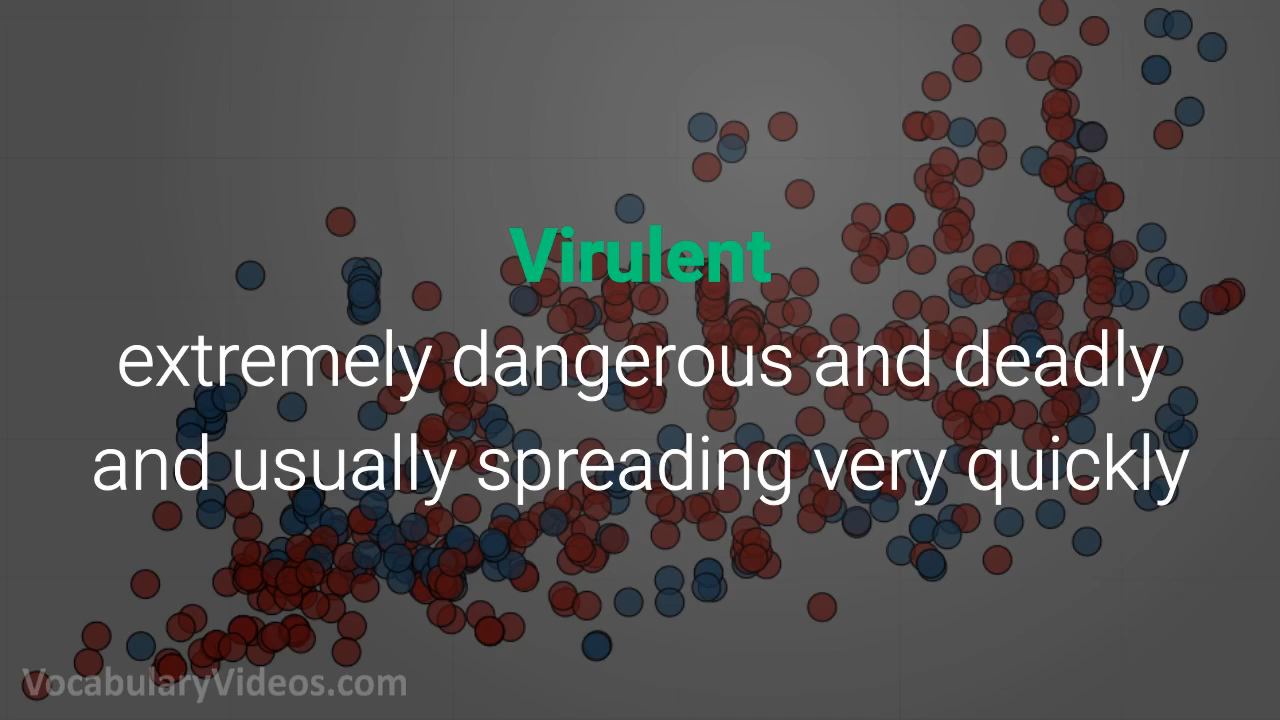 Virulent
extremely dangerous and deadly
and usually spreading very quickly
VocabularyVideos.com